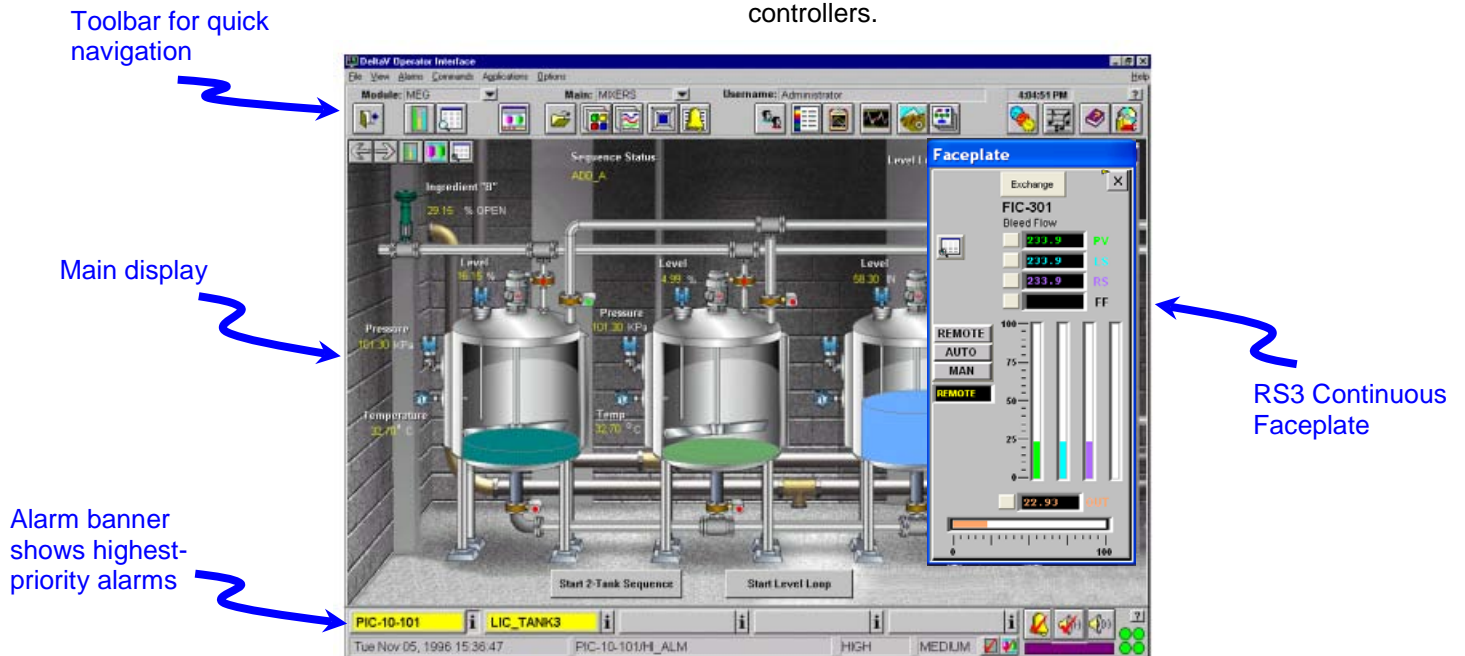 controllers.
Toolbar for quick
navigation
DeltaV Operator Interface
File View Alarms Commands Applications Options
Help
Module: MEG
Main: MIXERS
Username: Administrator
4:04:51 PM
?
Sequence Status
ADD_A
Level L
Ingredient "B"
29.15 % OPEN
Faceplate
X
Exchange
FIC-301
Bleed Flow
233.9 PV
233.9 LS
233.9 RS
FF
Main display
Level
16.15 %
Level
4.99 %
Level
58.30 IN
Pressure
101.30 KPa
Pressure
101.30 KPa
REMOTE
AUTO
MAN
REMOTE
100
75
50
25
0
RS3 Continuous
Faceplate
Temperature
32.70° C
Temp
32.70 °C
22.93 OUT
0 100
Alarm banner
shows highest-
priority alarms
Start 2-Tank Sequence
Start Level Loop
PIC-10-101 i LIC_TANK3 i i i i
?
Tue Nov 05, 1996 15:36:47 PIC-10-101/HI_ALM HIGH MEDIUM